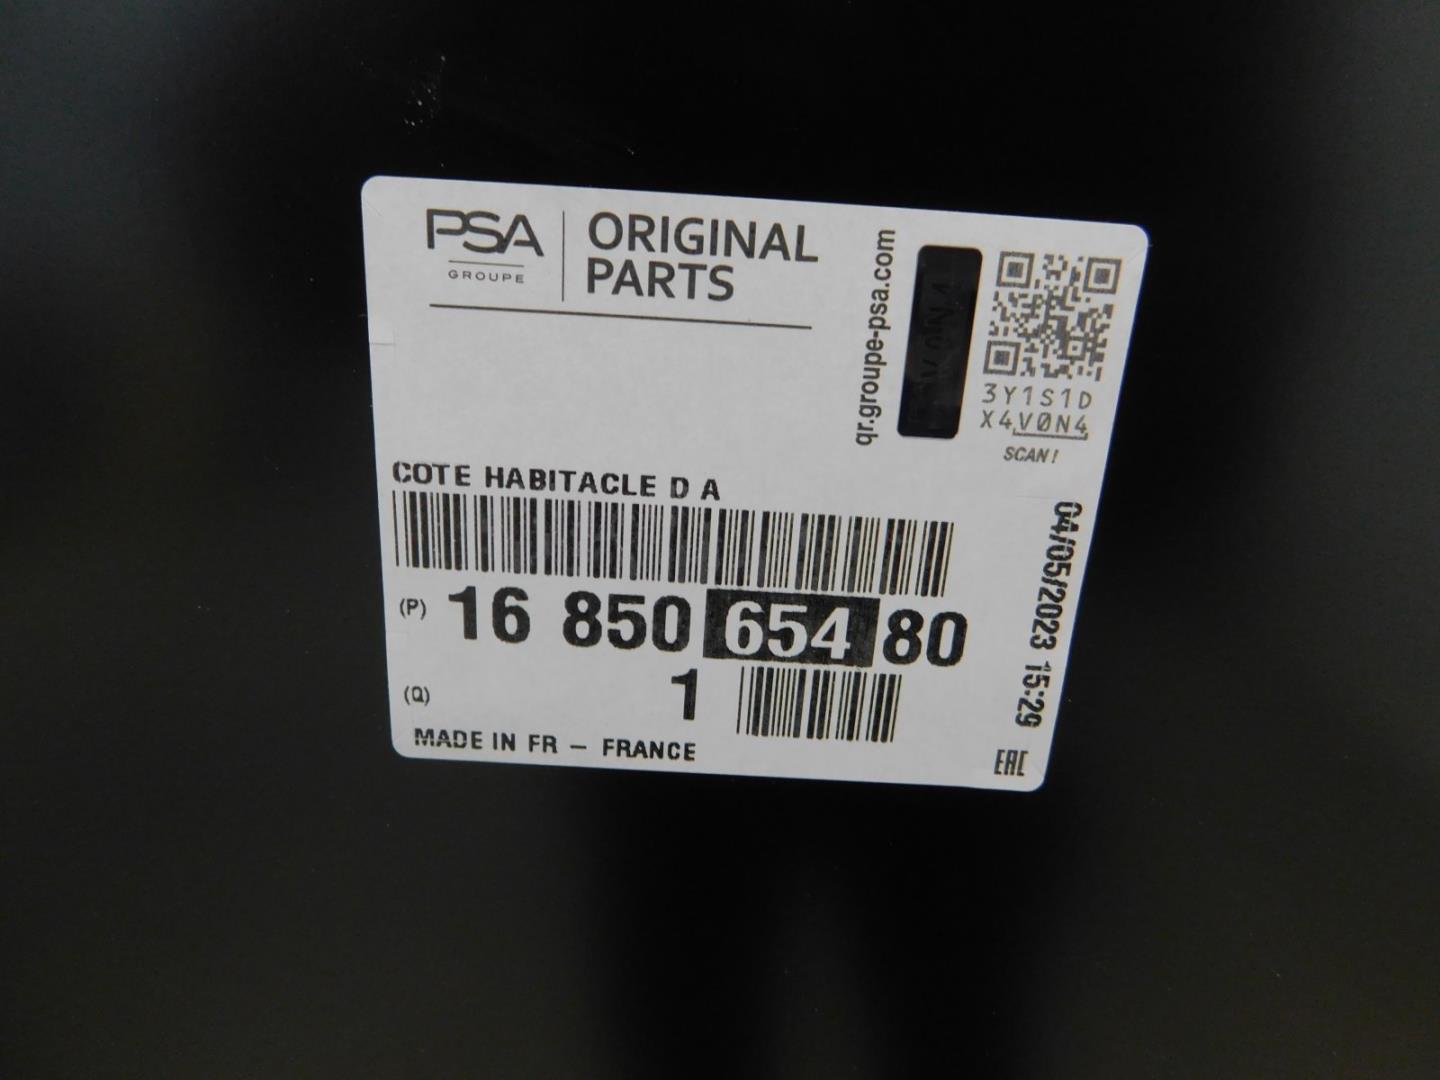 PSA
GROUPE
ORIGINAL
PARTS
qr.groupe-psa.com
3Y1S1D
X4V0N4
SCAN!
COTE HABITACLE D A
(P) 16 850 654 80
(Q) 1
MADE IN FR - FRANCE
04/05/2023 15:29
EAC